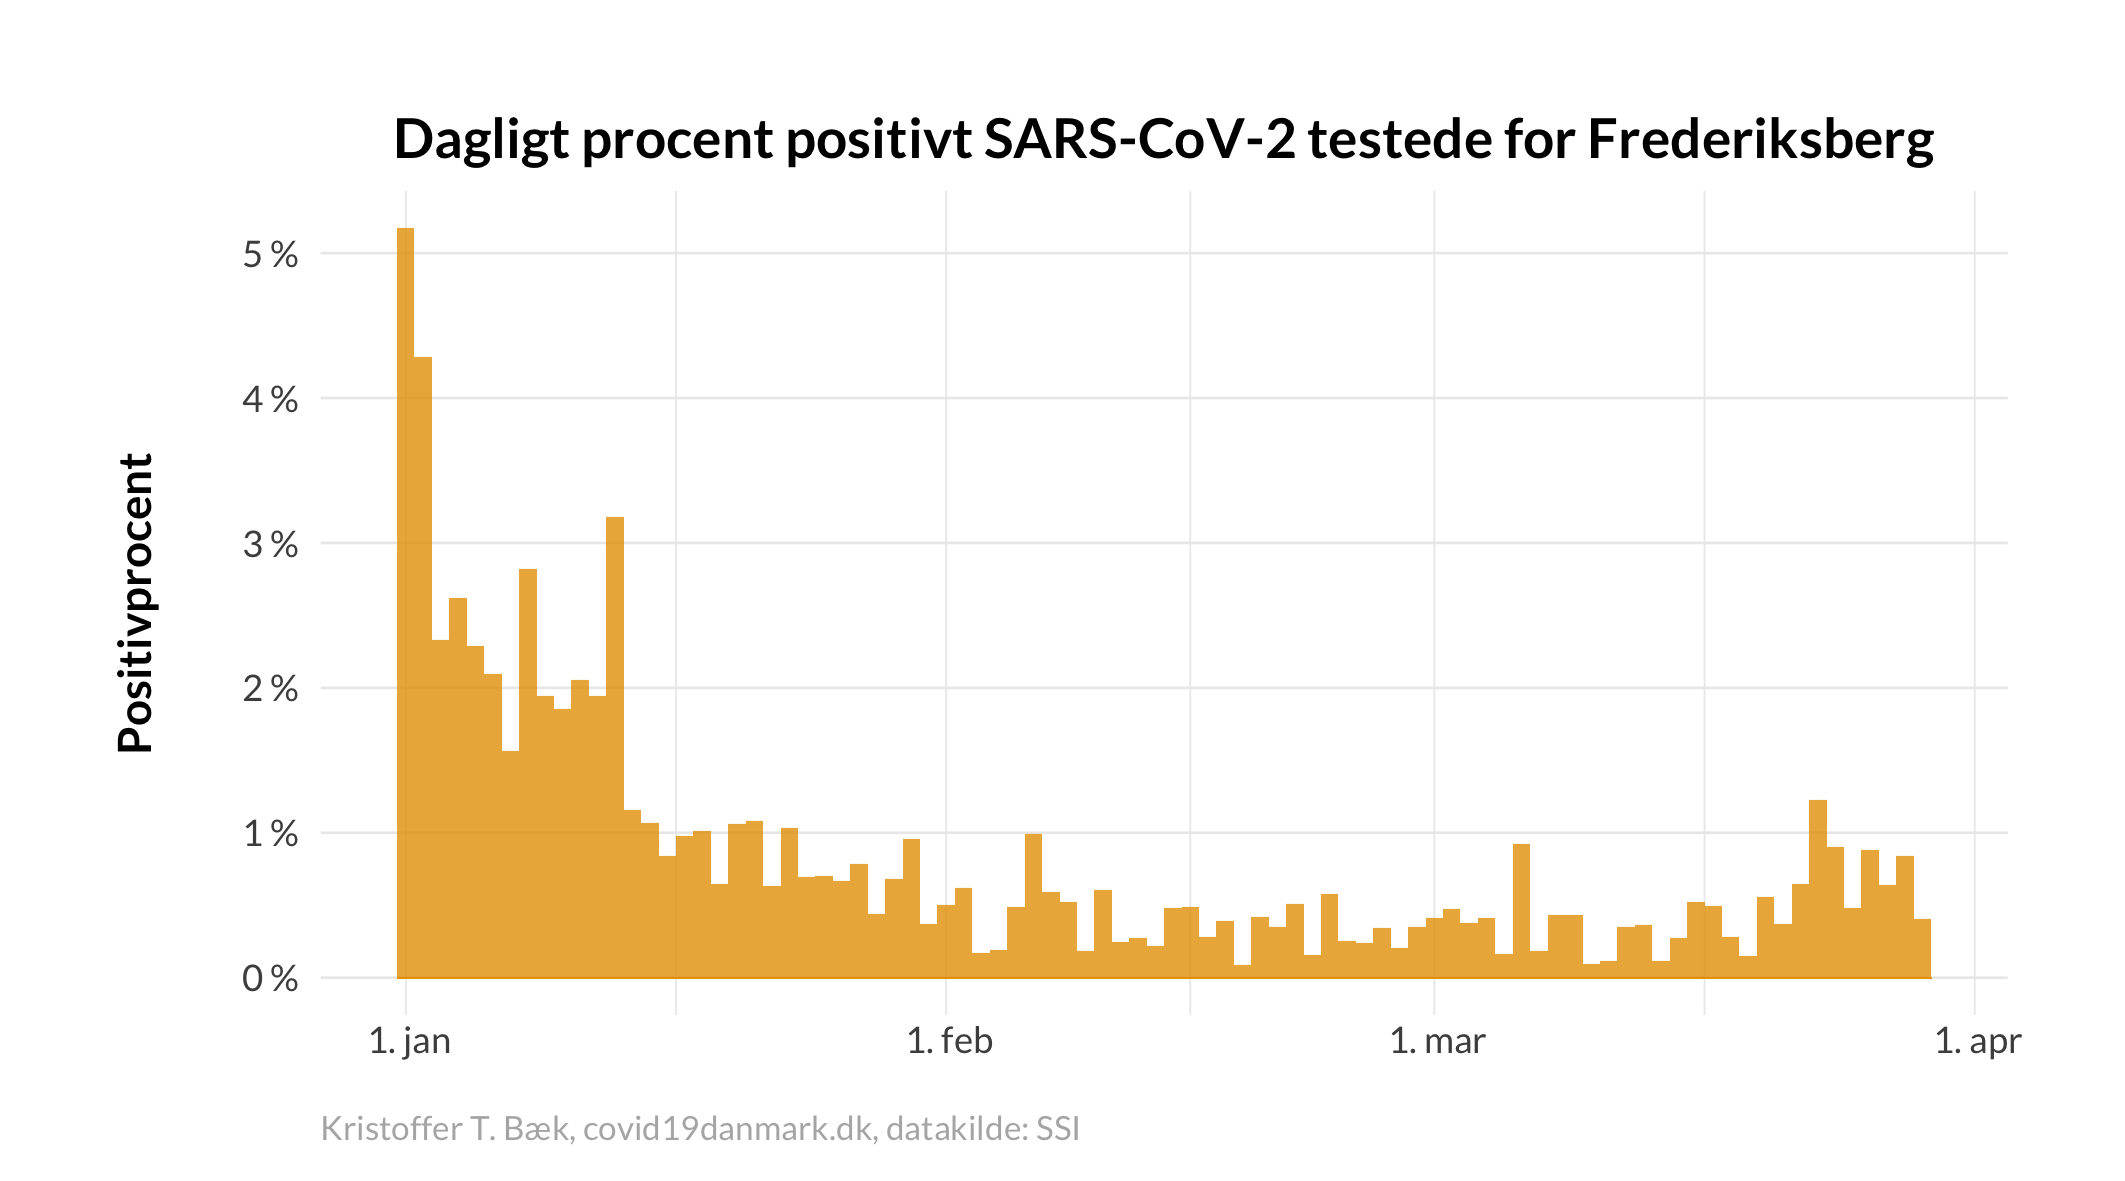 Dagligt procent positivt SARS-CoV-2 testede for Frederiksberg
Positivprocent
5 %
4 %
3 %
2 %
1 %
0 %
1. jan
1. feb
1. mar
1. apr
Kristoffer T. Bæk, covid19danmark.dk, datakilde: SSI